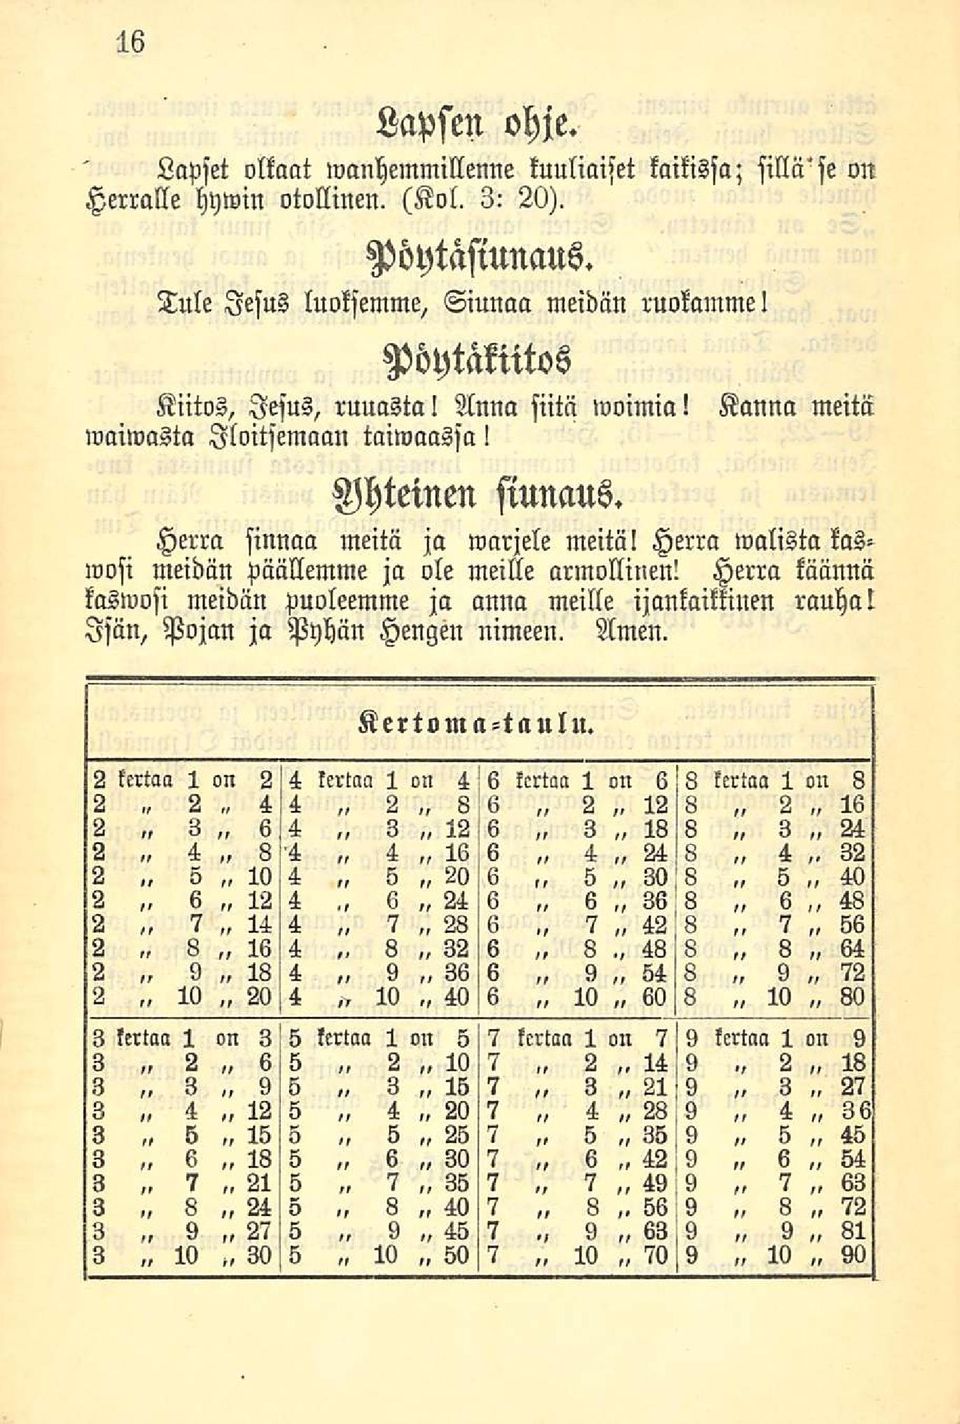 16
Lapsen ohje.
Lapset olkaat wanhemmillenne kuuliaiset kaikissa; sillä se on
Herralle hywin otollinen. (Kol. 3: 20).
Pöytäsiunaus.
Tule Jesus luoksemme, Siunaa meidän ruokamme!
Pöytäkiitos
Kiitos, Jesus, ruuasta! Anna siitä woimia! Kanna meitä
waiwasta Iloitsemaan taiwaassa!
Yhteinen siunaus.
Herra siunaa meitä ja warjele meitä! Herra walista kas-
wosi meidän päällemme ja ole meille armollinen! Herra käännä
kaswosi meidän puoleemme ja anna meille ijankaikkinen rauha!
Isän, Pojan ja Pyhän Hengen nimeen. Amen.
Kertoma-taulu.
2 kertaa 1 on 2 4 kertaa 1 on 4 6 kertaa 1 on 6 8 kertaa 1 on 8
2 „ 2 „ 4 4 „ 2 „ 8 6 „ 2 „ 12 8 „ 2 „ 16
2 „ 3 „ 6 4 „ 3 „ 12 6 „ 3 „ 18 8 „ 3 „ 24
2 „ 4 „ 8 4 „ 4 „ 16 6 „ 4 „ 24 8 „ 4 „ 32
2 „ 5 „ 10 4 „ 5 „ 20 6 „ 5 „ 30 8 „ 5 „ 40
2 „ 6 „ 12 4 „ 6 „ 24 6 „ 6 „ 36 8 „ 6 „ 48
2 „ 7 „ 14 4 „ 7 „ 28 6 „ 7 „ 42 8 „ 7 „ 56
2 „ 8 „ 16 4 „ 8 „ 32 6 „ 8 „ 48 8 „ 8 „ 64
2 „ 9 „ 18 4 „ 9 „ 36 6 „ 9 „ 54 8 „ 9 „ 72
2 „ 10 „ 20 4 „ 10 „ 40 6 „ 10 „ 60 8 „ 10 „ 80
3 kertaa 1 on 3 5 kertaa 1 on 5 7 kertaa 1 on 7 9 kertaa 1 on 9
3 „ 2 „ 6 5 „ 2 „ 10 7 „ 2 „ 14 9 „ 2 „ 18
3 „ 3 „ 9 5 „ 3 „ 15 7 „ 3 „ 21 9 „ 3 „ 27
3 „ 4 „ 12 5 „ 4 „ 20 7 „ 4 „ 28 9 „ 4 „ 36
3 „ 5 „ 15 5 „ 5 „ 25 7 „ 5 „ 35 9 „ 5 „ 45
3 „ 6 „ 18 5 „ 6 „ 30 7 „ 6 „ 42 9 „ 6 „ 54
3 „ 7 „ 21 5 „ 7 „ 35 7 „ 7 „ 49 9 „ 7 „ 63
3 „ 8 „ 24 5 „ 8 „ 40 7 „ 8 „ 56 9 „ 8 „ 72
3 „ 9 „ 27 5 „ 9 „ 45 7 „ 9 „ 63 9 „ 9 „ 81
3 „ 10 „ 30 5 „ 10 „ 50 7 „ 10 „ 70 9 „ 10 „ 90